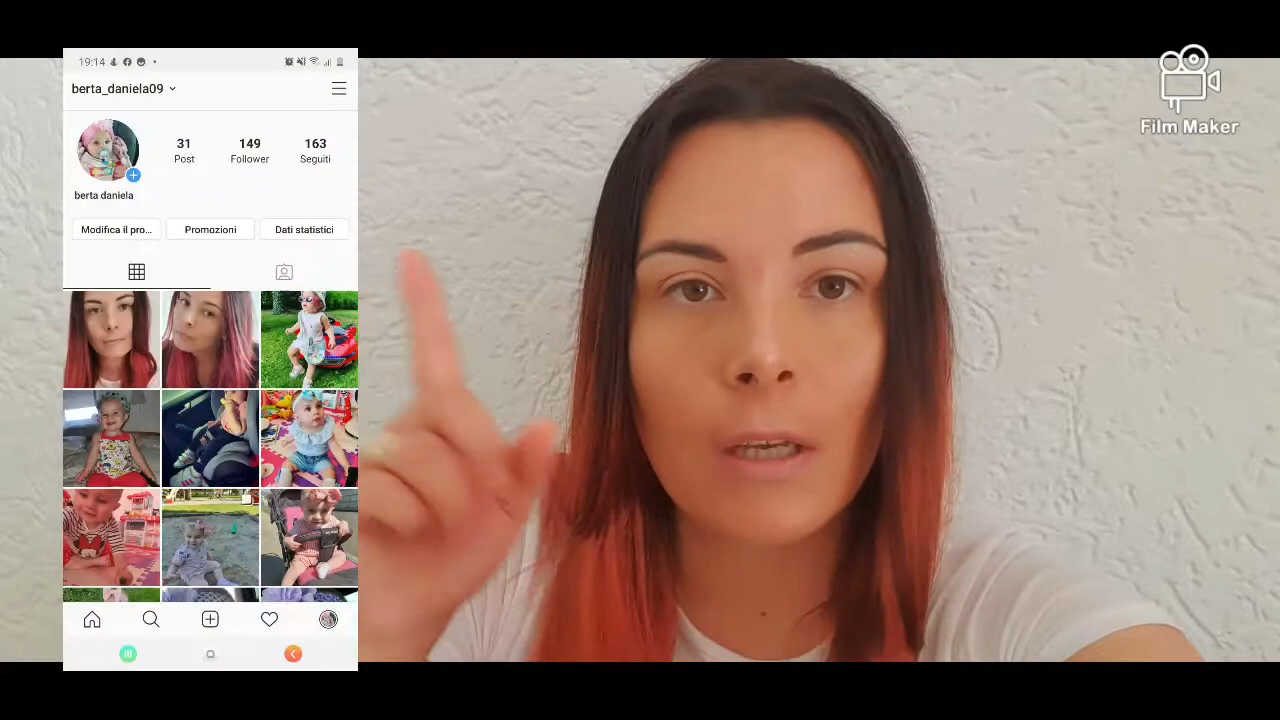 19:14
berta_daniela09
31 149 163
Post Follower Seguiti
berta daniela
Modifica il pro... Promozioni Dati statistici
Film Maker